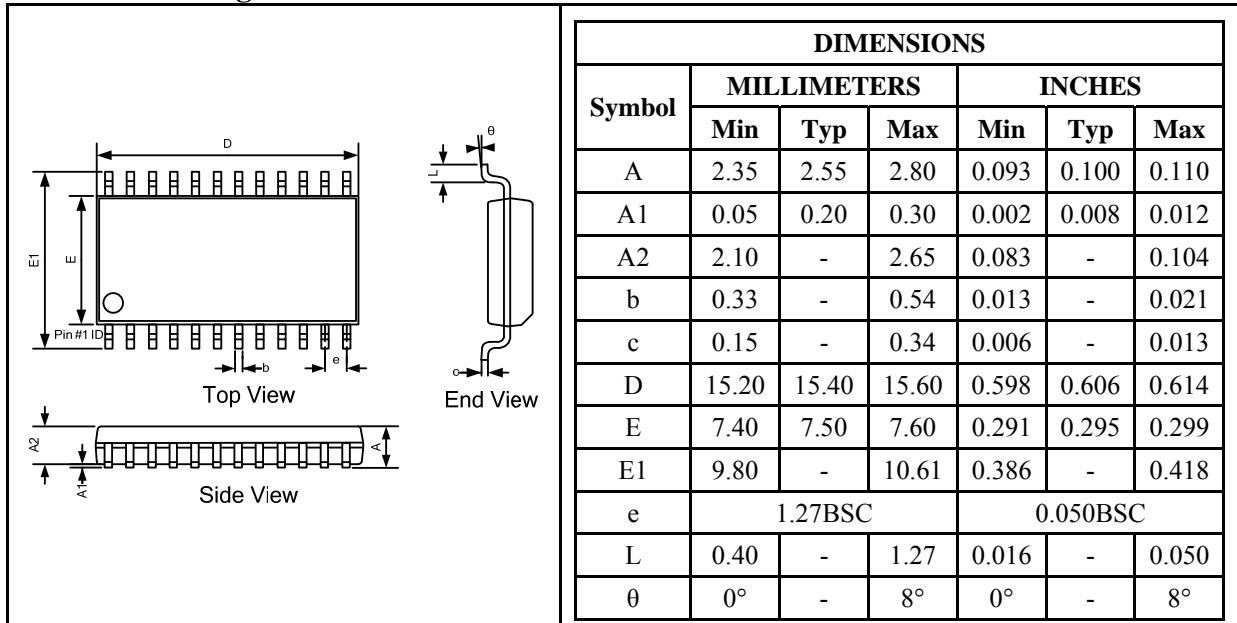 D
E1
E
Pin #1 ID
b
e
Top View
θ
L
c
End View
A2
A1
A
Side View
DIMENSIONS
Symbol MILLIMETERS INCHES
Min Typ Max Min Typ Max
A 2.35 2.55 2.80 0.093 0.100 0.110
A1 0.05 0.20 0.30 0.002 0.008 0.012
A2 2.10 - 2.65 0.083 - 0.104
b 0.33 - 0.54 0.013 - 0.021
c 0.15 - 0.34 0.006 - 0.013
D 15.20 15.40 15.60 0.598 0.606 0.614
E 7.40 7.50 7.60 0.291 0.295 0.299
E1 9.80 - 10.61 0.386 - 0.418
e 1.27BSC 0.050BSC
L 0.40 - 1.27 0.016 - 0.050
θ 0° - 8° 0° - 8°